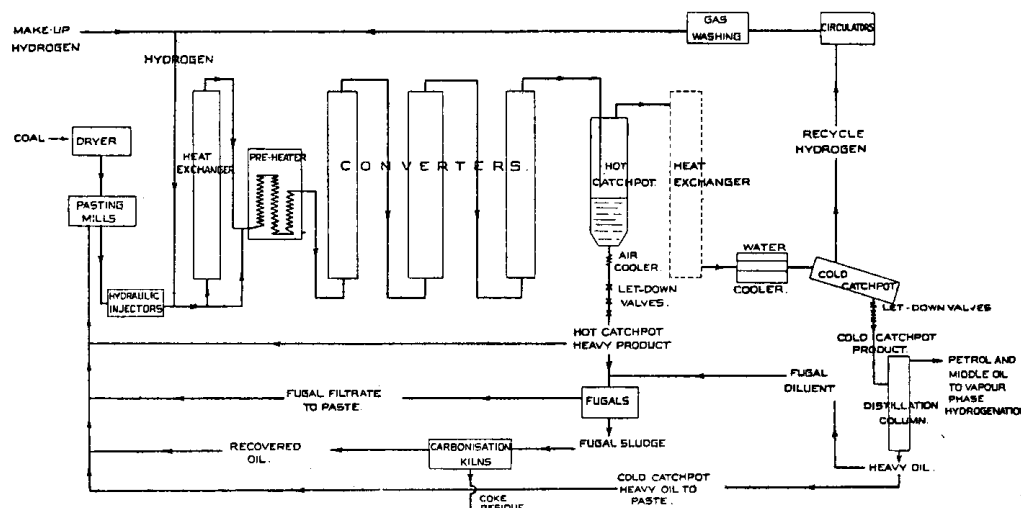 MAKE-UP
HYDROGEN
HYDROGEN
GAS
WASHING
CIRCULATORS
COAL
DRYER
PASTING
MILLS
HYDRAULIC
INJECTORS
HEAT
EXCHANGER
PRE-HEATER
CONVERTERS.
HOT
CATCHPOT.
HEAT
EXCHANGER
RECYCLE
HYDROGEN
AIR
COOLER.
LET-DOWN
VALVES.
WATER
COOLER.
COLD
CATCHPOT
LET-DOWN VALVES
COLD CATCHPOT
PRODUCT.
HOT CATCHPOT
HEAVY PRODUCT
PETROL AND
MIDDLE OIL
TO VAPOUR
PHASE
HYDROGENATION
DISTILLATION
COLUMN.
FUGAL
DILUENT
FUGAL FILTRATE
TO PASTE.
FUGALS
FUGAL SLUDGE
RECOVERED
OIL.
CARBONISATION
KILNS
HEAVY OIL.
COLD CATCHPOT
HEAVY OIL TO
PASTE.
COKE
RESIDUE